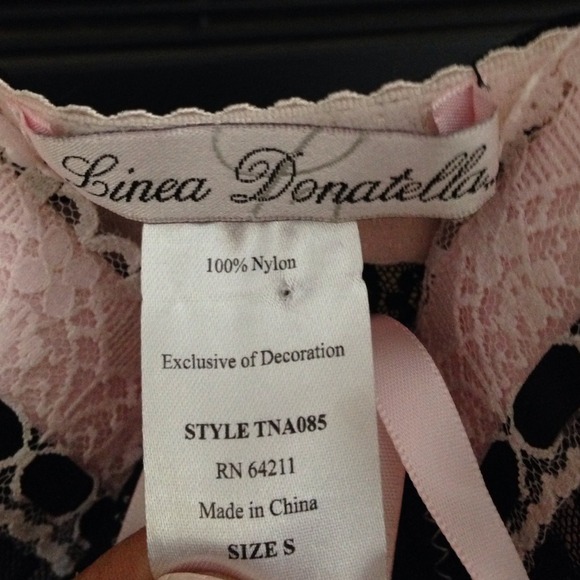 Linea Donatella
100% Nylon
Exclusive of Decoration
STYLE TNA085
RN 64211
Made in China
SIZE S